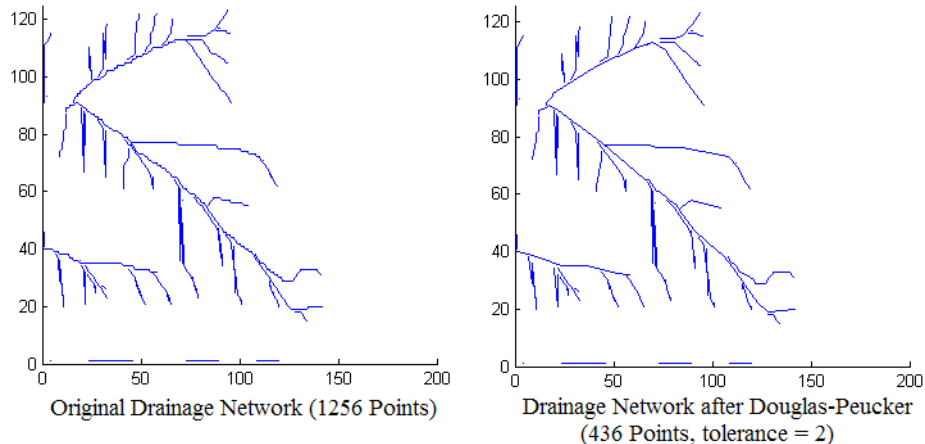 120
100
80
60
40
20
0
0 50 100 150 200
Original Drainage Network (1256 Points)
120
100
80
60
40
20
0
0 50 100 150 200
Drainage Network after Douglas-Peucker
(436 Points, tolerance = 2)